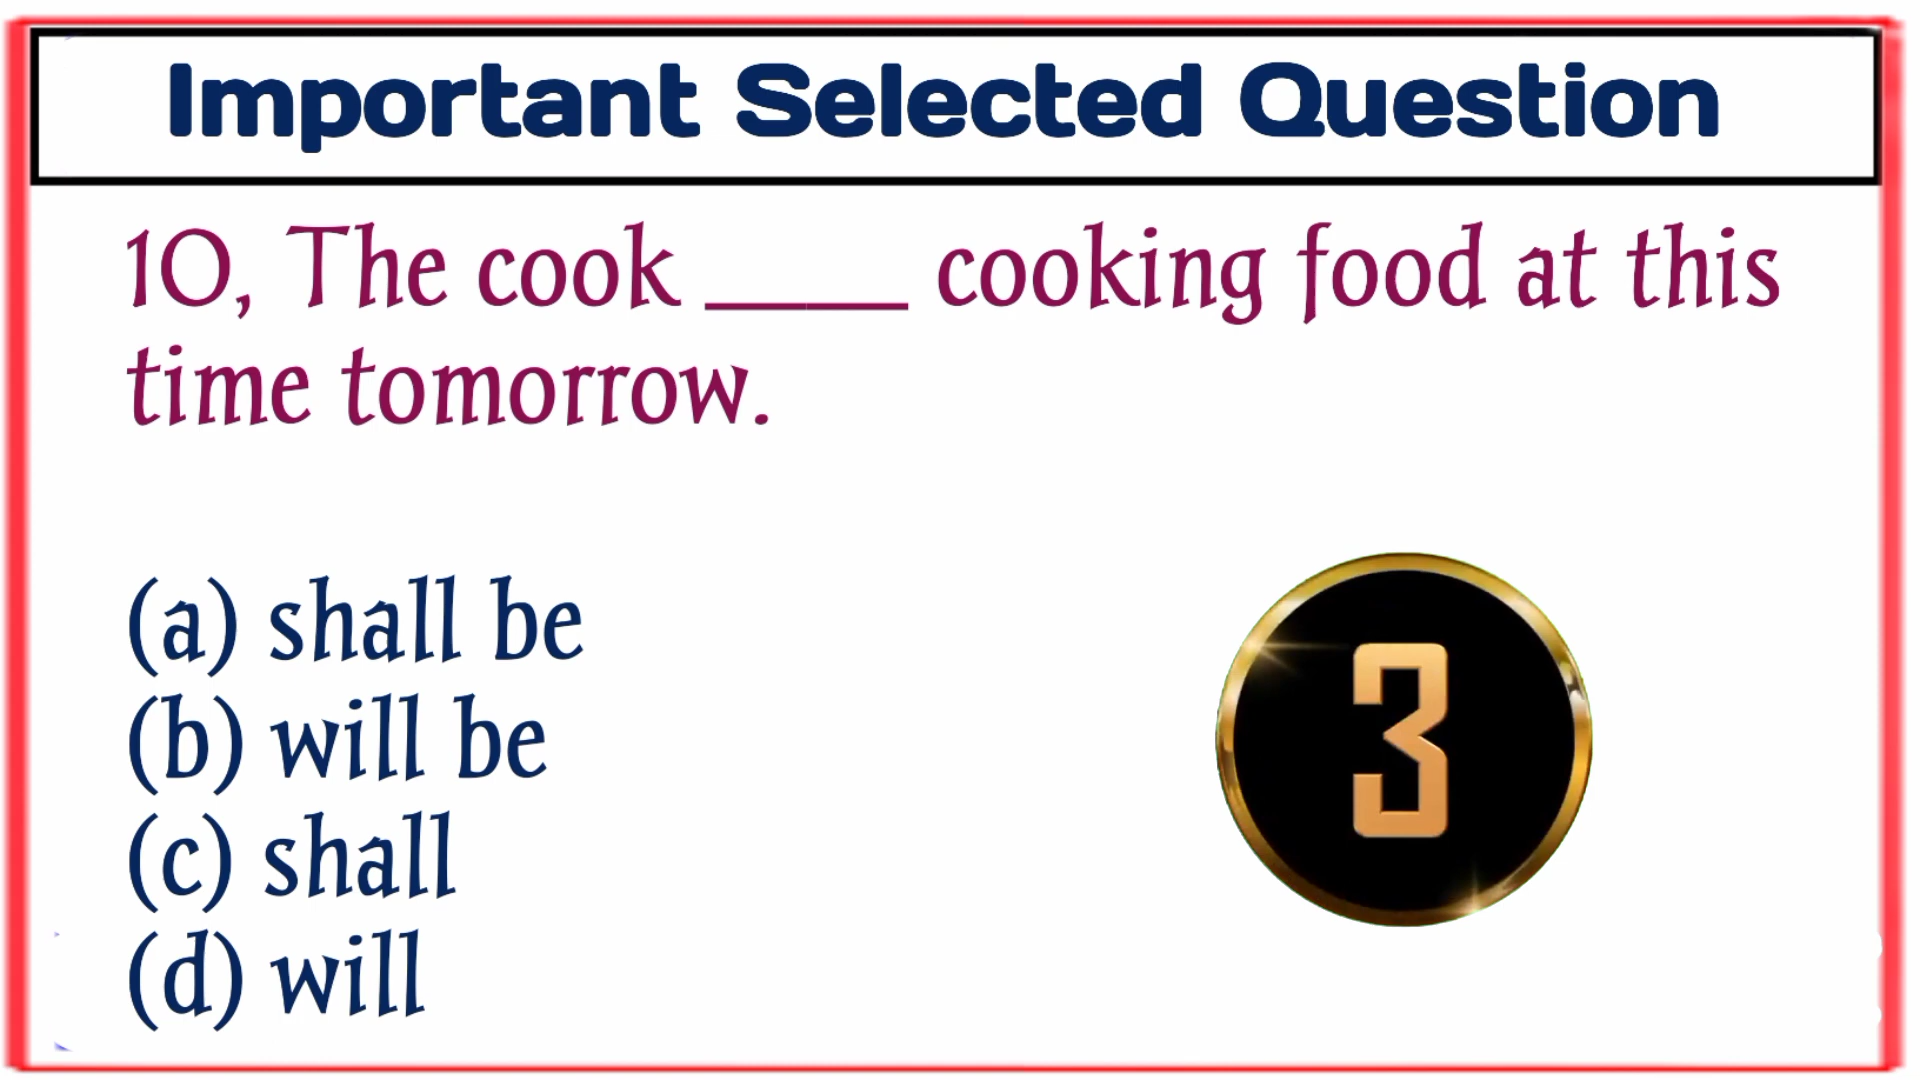 Important Selected Question
10, The cook ____ cooking food at this
time tomorrow.
(a) shall be
(b) will be
(c) shall
(d) will
3